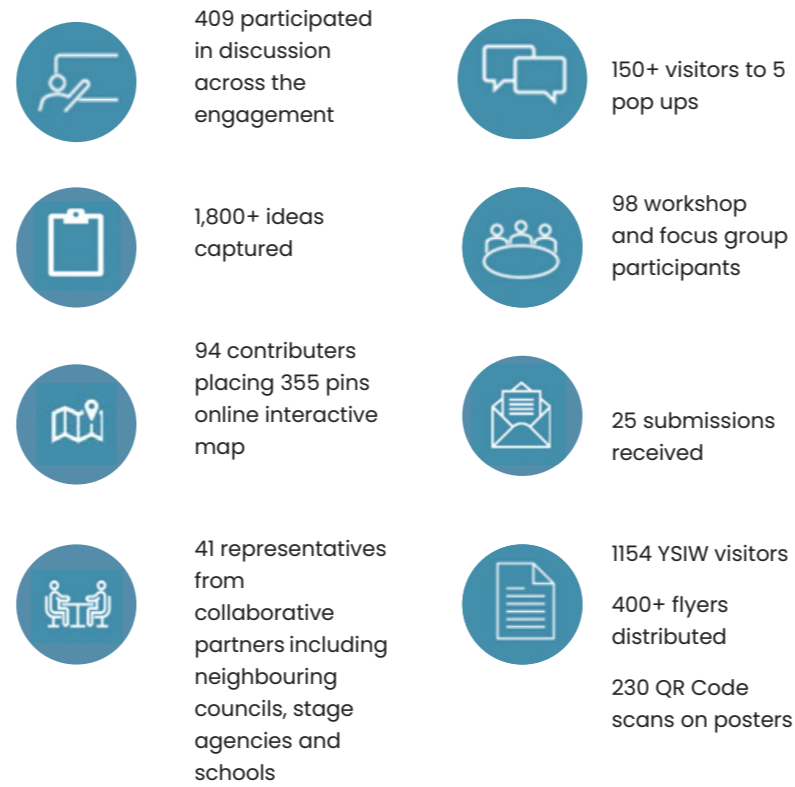 409 participated
in discussion
across the
engagement
150+ visitors to 5
pop ups
1,800+ ideas
captured
98 workshop
and focus group
participants
94 contributers
placing 355 pins
online interactive
map
25 submissions
received
41 representatives
from
collaborative
partners including
neighbouring
councils, stage
agencies and
schools
1154 YSIW visitors
400+ flyers
distributed
230 QR Code
scans on posters